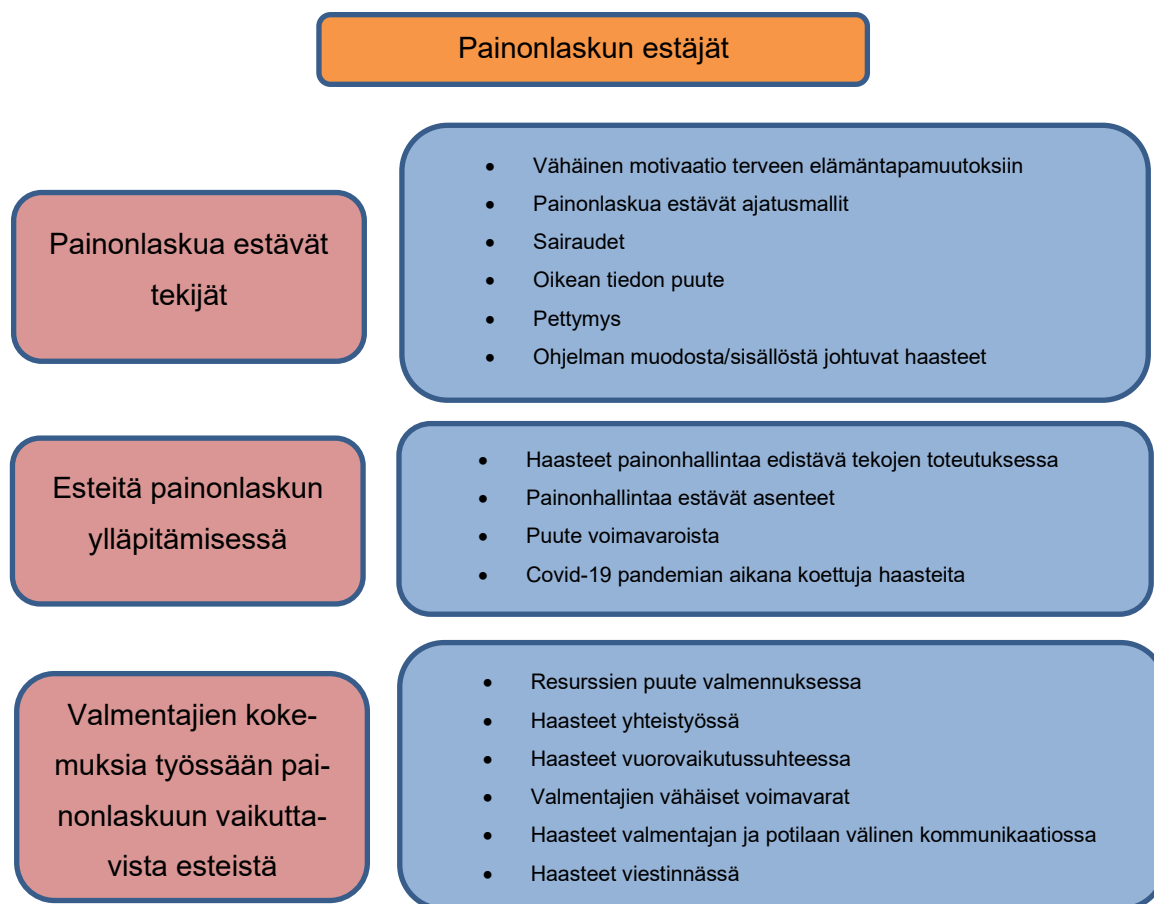 Painonlaskun estäjät
Painonlaskua estävät
tekijät
• Vähäinen motivaatio terveen elämäntapamuutoksiin
• Painonlaskua estävät ajatusmallit
• Sairaudet
• Oikean tiedon puute
• Pettymys
• Ohjelman muodosta/sisällöstä johtuvat haasteet
Esteitä painonlaskun
ylläpitämisessä
• Haasteet painonhallintaa edistävä tekojen toteutuksessa
• Painonhallintaa estävät asenteet
• Puute voimavaroista
• Covid-19 pandemian aikana koettuja haasteita
Valmentajien koke-
muksia työssään pai-
nonlaskuun vaikutta-
vista esteistä
• Resurssien puute valmennuksessa
• Haasteet yhteistyössä
• Haasteet vuorovaikutussuhteessa
• Valmentajien vähäiset voimavarat
• Haasteet valmentajan ja potilaan välinen kommunikaatiossa
• Haasteet viestinnässä